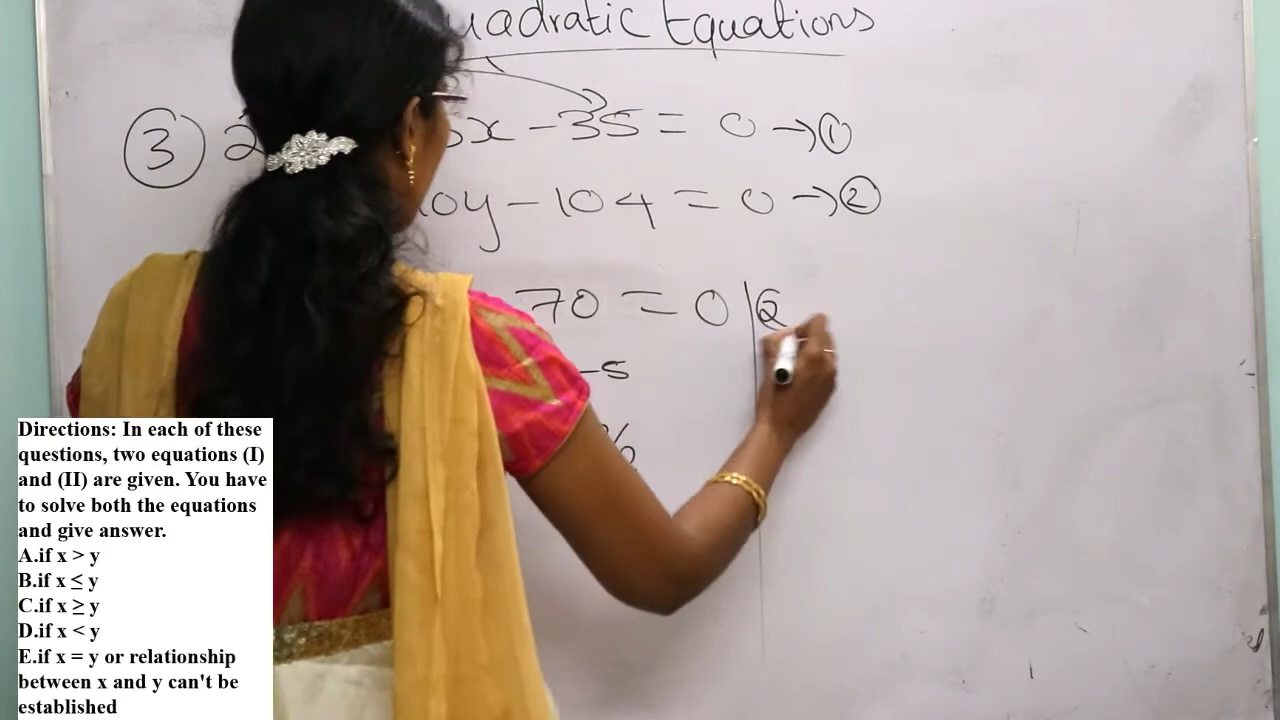 Equations
③ 2 x - 35 = 0 → ①
10y - 104 = 0 → ②
70 = 0
-5
Directions: In each of these
questions, two equations (I)
and (II) are given. You have
to solve both the equations
and give answer.
A.if x > y
B.if x ≤ y
C.if x ≥ y
D.if x < y
E.if x = y or relationship
between x and y can't be
established